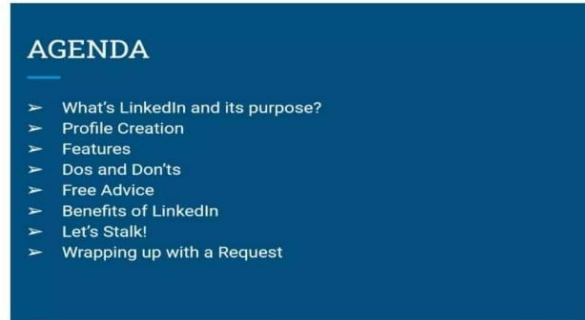 AGENDA
➢ What's LinkedIn and its purpose?
➢ Profile Creation
➢ Features
➢ Dos and Don'ts
➢ Free Advice
➢ Benefits of LinkedIn
➢ Let's Stalk!
➢ Wrapping up with a Request